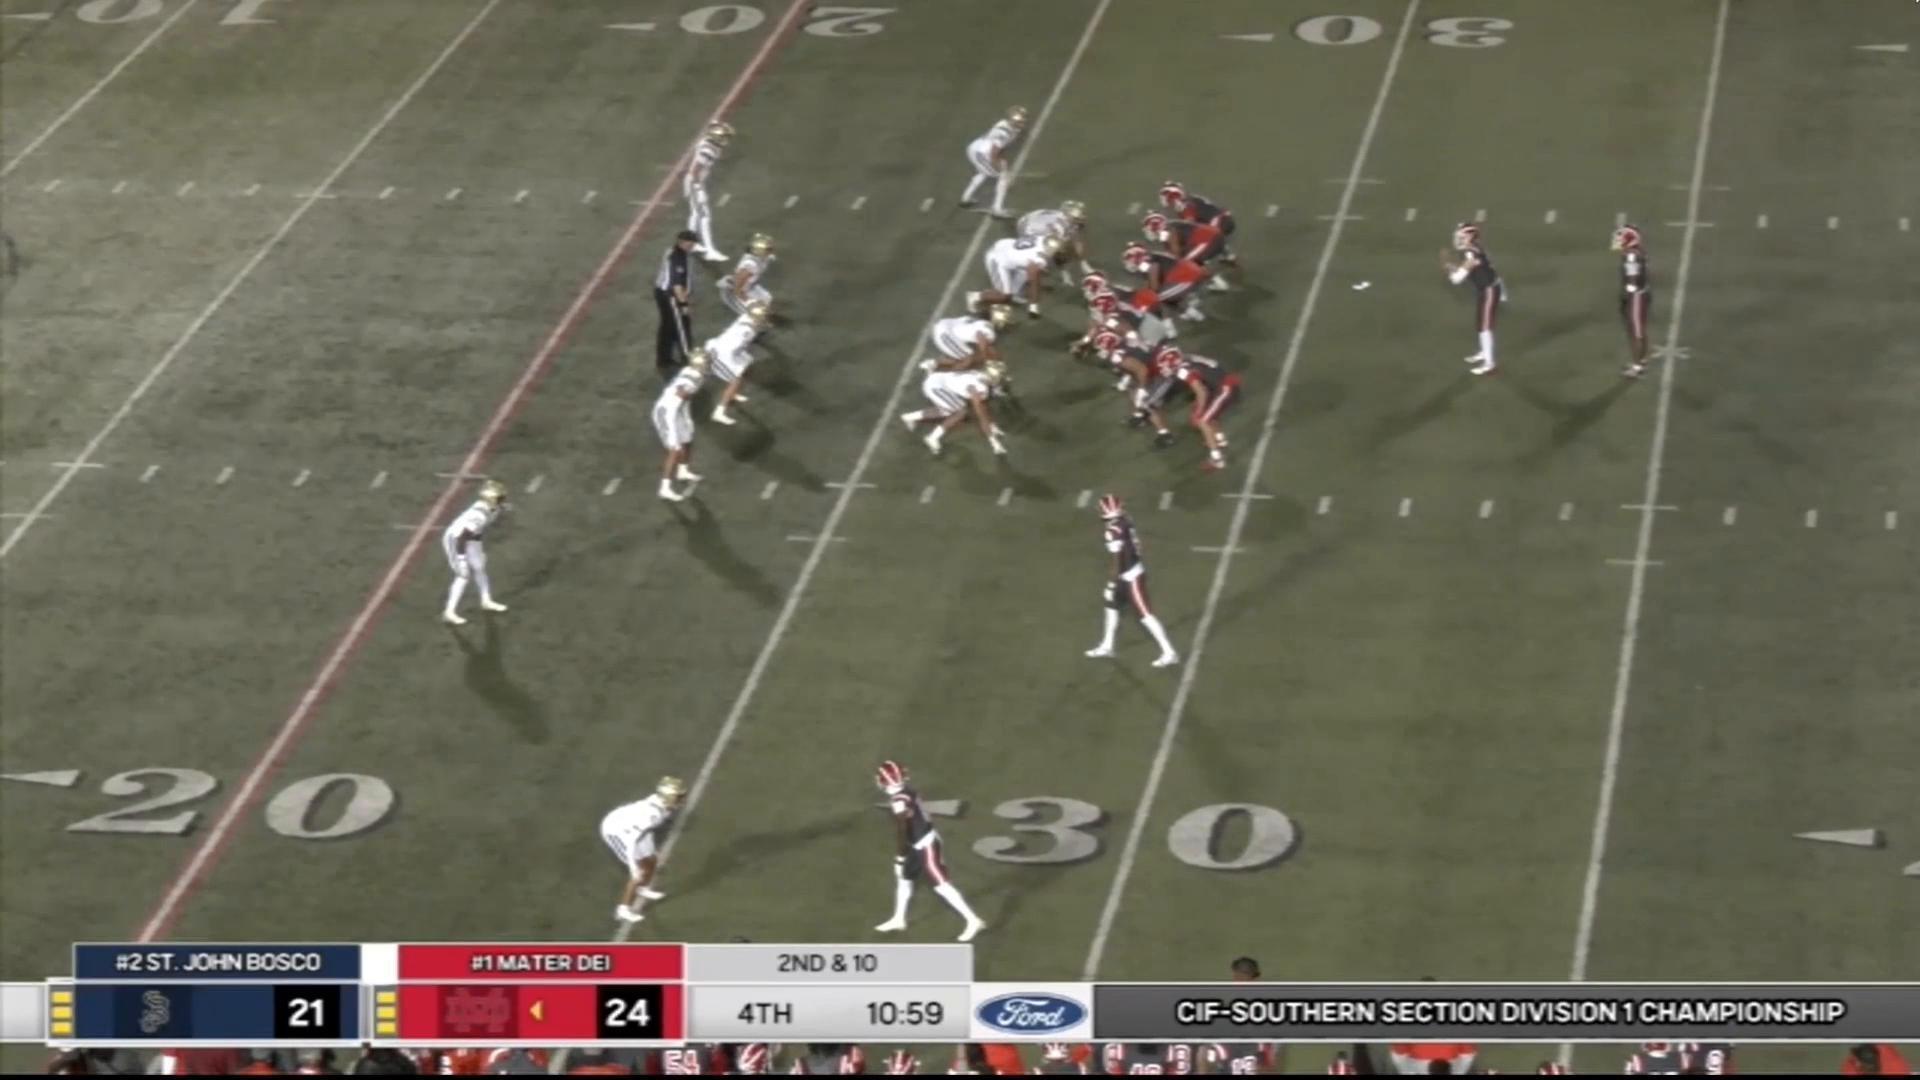 10
20
30
20
30
#2 ST. JOHN BOSCO
#1 MATER DEI
2ND & 10
21
24
4TH
10:59
Ford
CIF-SOUTHERN SECTION DIVISION 1 CHAMPIONSHIP
54